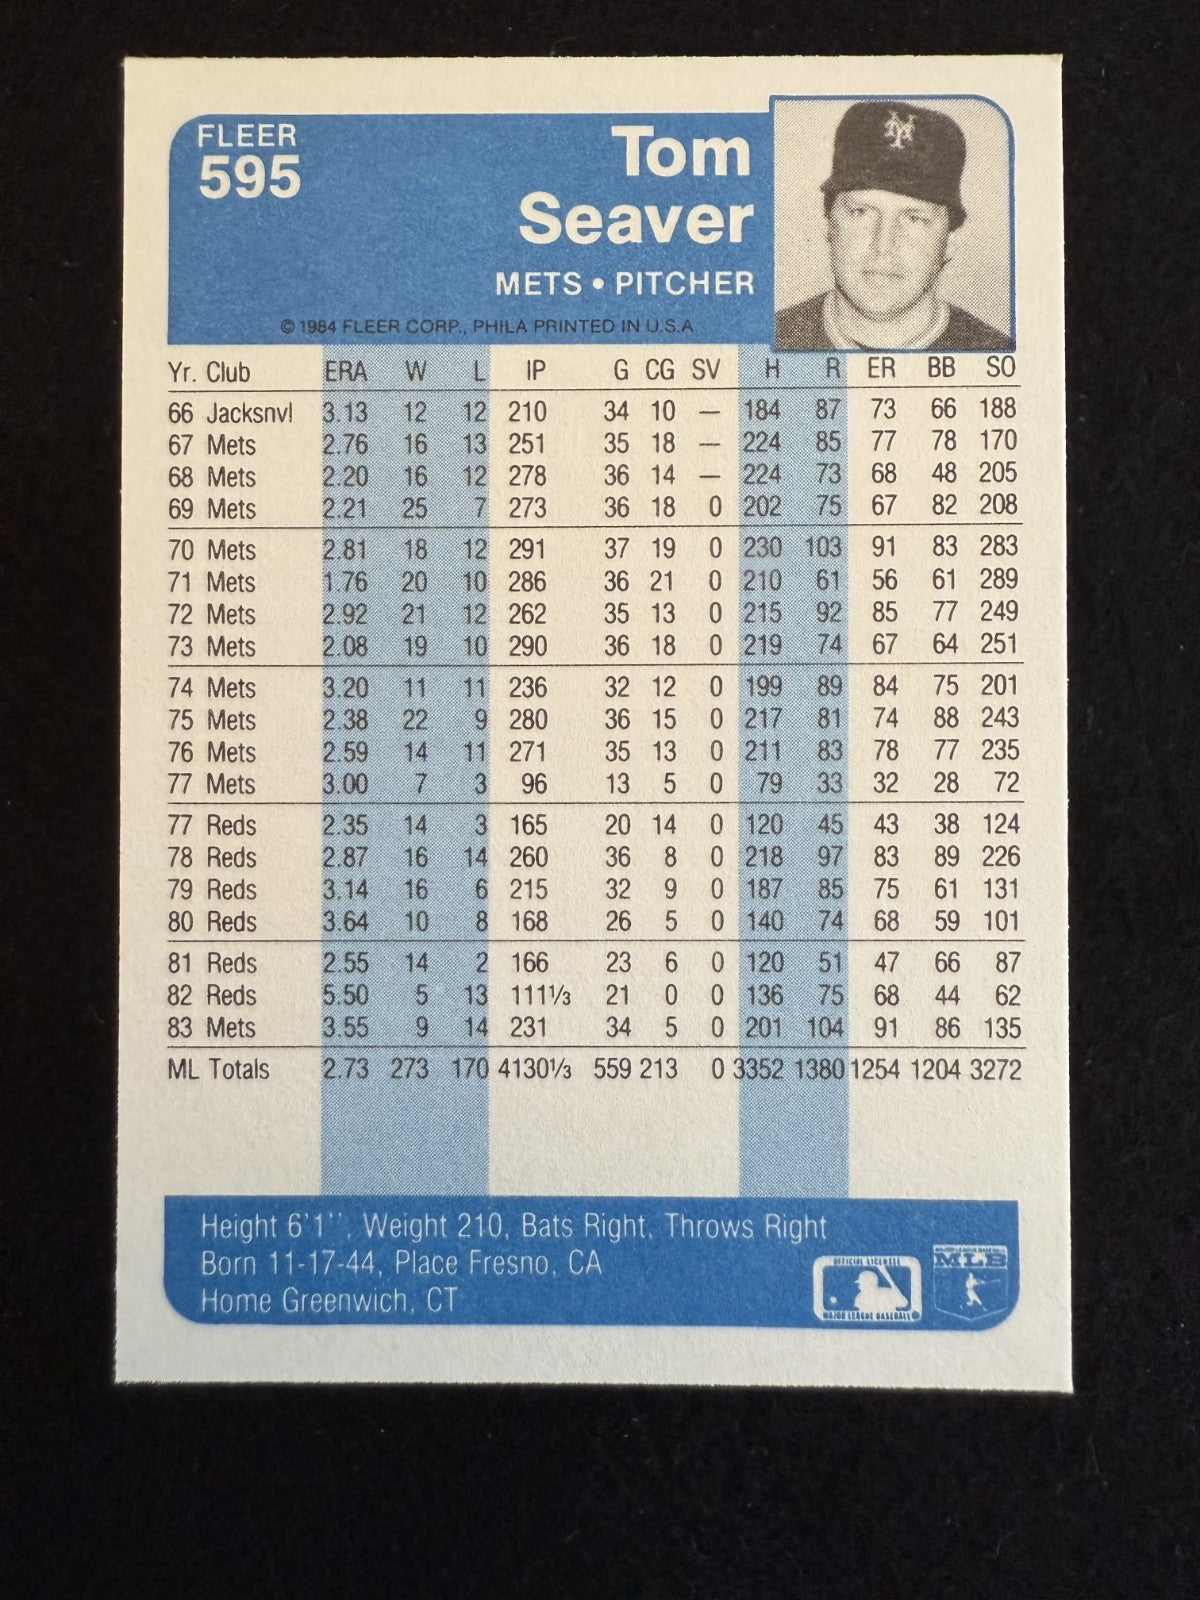 FLEER
595
Tom
Seaver
METS • PITCHER
© 1984 FLEER CORP., PHILA PRINTED IN U.S.A.
Yr. Club ERA W L IP G CG SV H R ER BB SO
66 Jacksnvl 3.13 12 12 210 34 10 — 184 87 73 66 188
67 Mets 2.76 16 13 251 35 18 — 224 85 77 78 170
68 Mets 2.20 16 12 278 36 14 — 224 73 68 48 205
69 Mets 2.21 25 7 273 36 18 0 202 75 67 82 208
70 Mets 2.81 18 12 291 37 19 0 230 103 91 83 283
71 Mets 1.76 20 10 286 36 21 0 210 61 56 61 289
72 Mets 2.92 21 12 262 35 13 0 215 92 85 77 249
73 Mets 2.08 19 10 290 36 18 0 219 74 67 64 251
74 Mets 3.20 11 11 236 32 12 0 199 89 84 75 201
75 Mets 2.38 22 9 280 36 15 0 217 81 74 88 243
76 Mets 2.59 14 11 271 35 13 0 211 83 78 77 235
77 Mets 3.00 7 3 96 13 5 0 79 33 32 28 72
77 Reds 2.35 14 3 165 20 14 0 120 45 43 38 124
78 Reds 2.87 16 14 260 36 8 0 218 97 83 89 226
79 Reds 3.14 16 6 215 32 9 0 187 85 75 61 131
80 Reds 3.64 10 8 168 26 5 0 140 74 68 59 101
81 Reds 2.55 14 2 166 23 6 0 120 51 47 66 87
82 Reds 5.50 5 13 111⅓ 21 0 0 136 75 68 44 62
83 Mets 3.55 9 14 231 34 5 0 201 104 91 86 135
ML Totals 2.73 273 170 4130⅓ 559 213 0 3352 1380 1254 1204 3272
Height 6'1", Weight 210, Bats Right, Throws Right
Born 11-17-44, Place Fresno, CA
Home Greenwich, CT
OFFICIAL LICENSEE
MAJOR LEAGUE BASEBALL
MAJOR LEAGUE BASEBALL
MLB